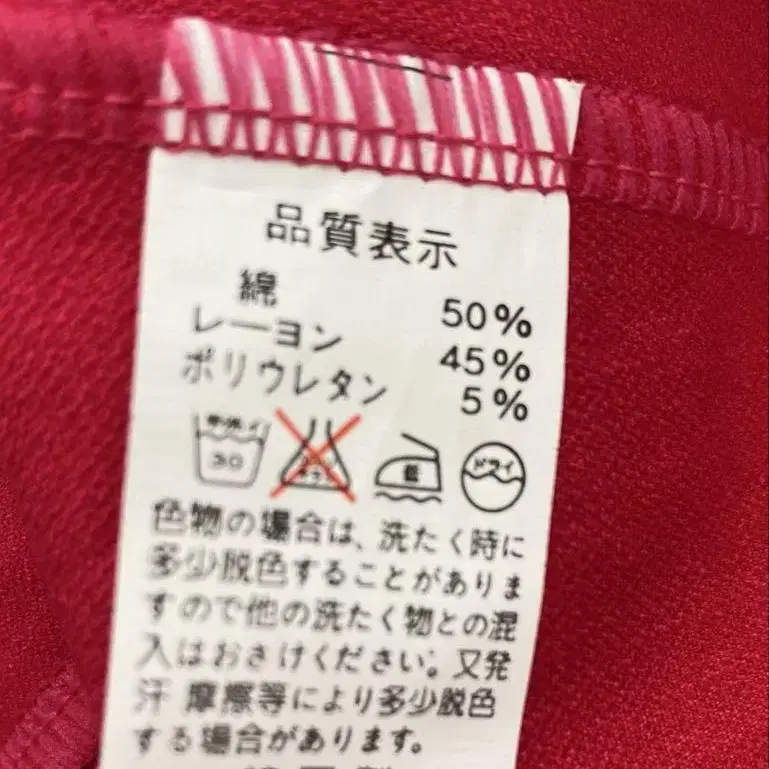 品質表示
綿 50%
レーヨン 45%
ポリウレタン 5%
手洗イ 30 中 ドライ
色物の場合は、洗たく時に
多少脱色することがありま
すので他の洗たく物との混
入はおさけください。又発
汗 摩擦等により多少脱色
する場合があります。